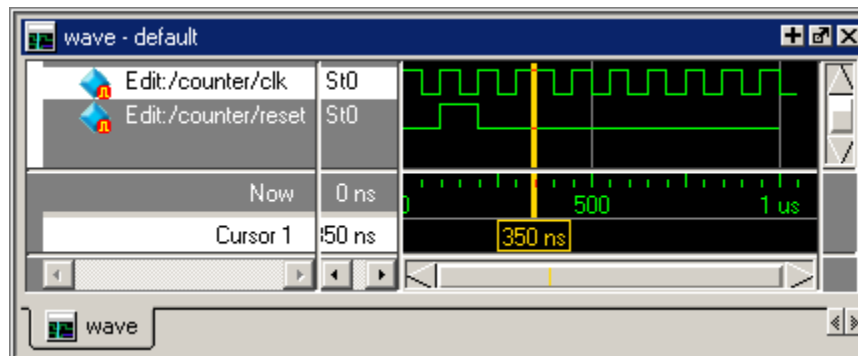 wave - default
Edit:/counter/clk St0
Edit:/counter/reset St0
Now 0 ns
500 1 us
Cursor 1 50 ns
350 ns
wave